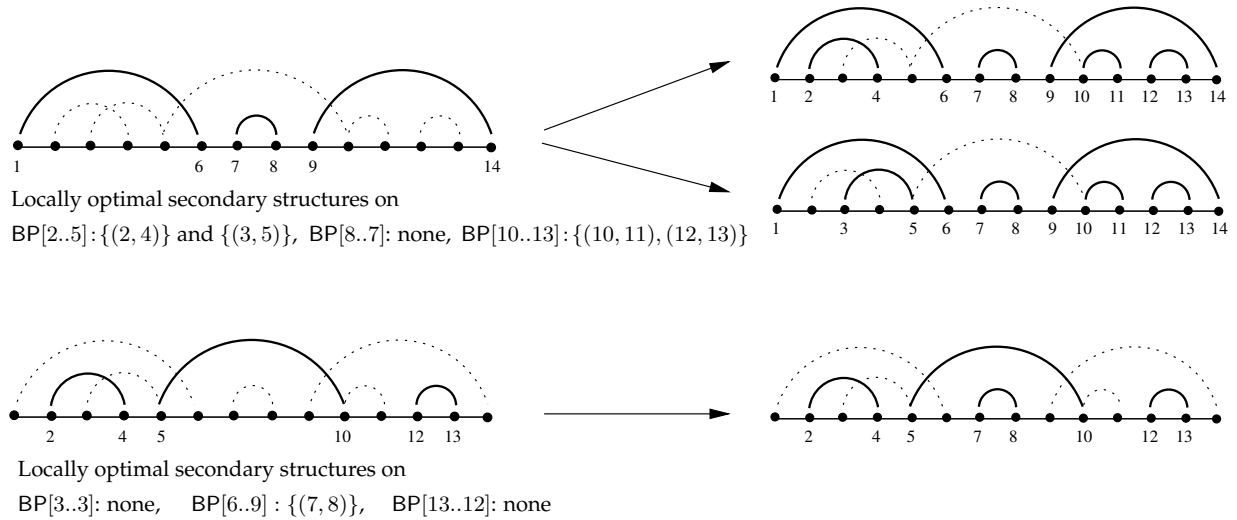 1 2 4 6 7 8 9 10 11 12 13 14
1 6 7 8 9 14
Locally optimal secondary structures on
BP[2..5]:{(2, 4)} and {(3, 5)}, BP[8..7]: none, BP[10..13]:{(10, 11), (12, 13)}
1 3 5 6 7 8 9 10 11 12 13 14
2 4 5 10 12 13
2 4 5 7 8 10 12 13
Locally optimal secondary structures on
BP[3..3]: none, BP[6..9] : {(7, 8)}, BP[13..12]: none